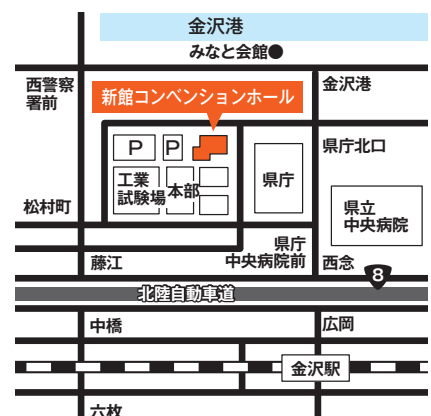 金沢港
みなと会館●
西警察
署前
新館コンベンションホール
金沢港
P
P
県庁北口
工業
試験場
本部
県庁
松村町
県立
中央病院
県庁
中央病院前
藤江
西念
8
北陸自動車道
中橋
広岡
金沢駅
六枚